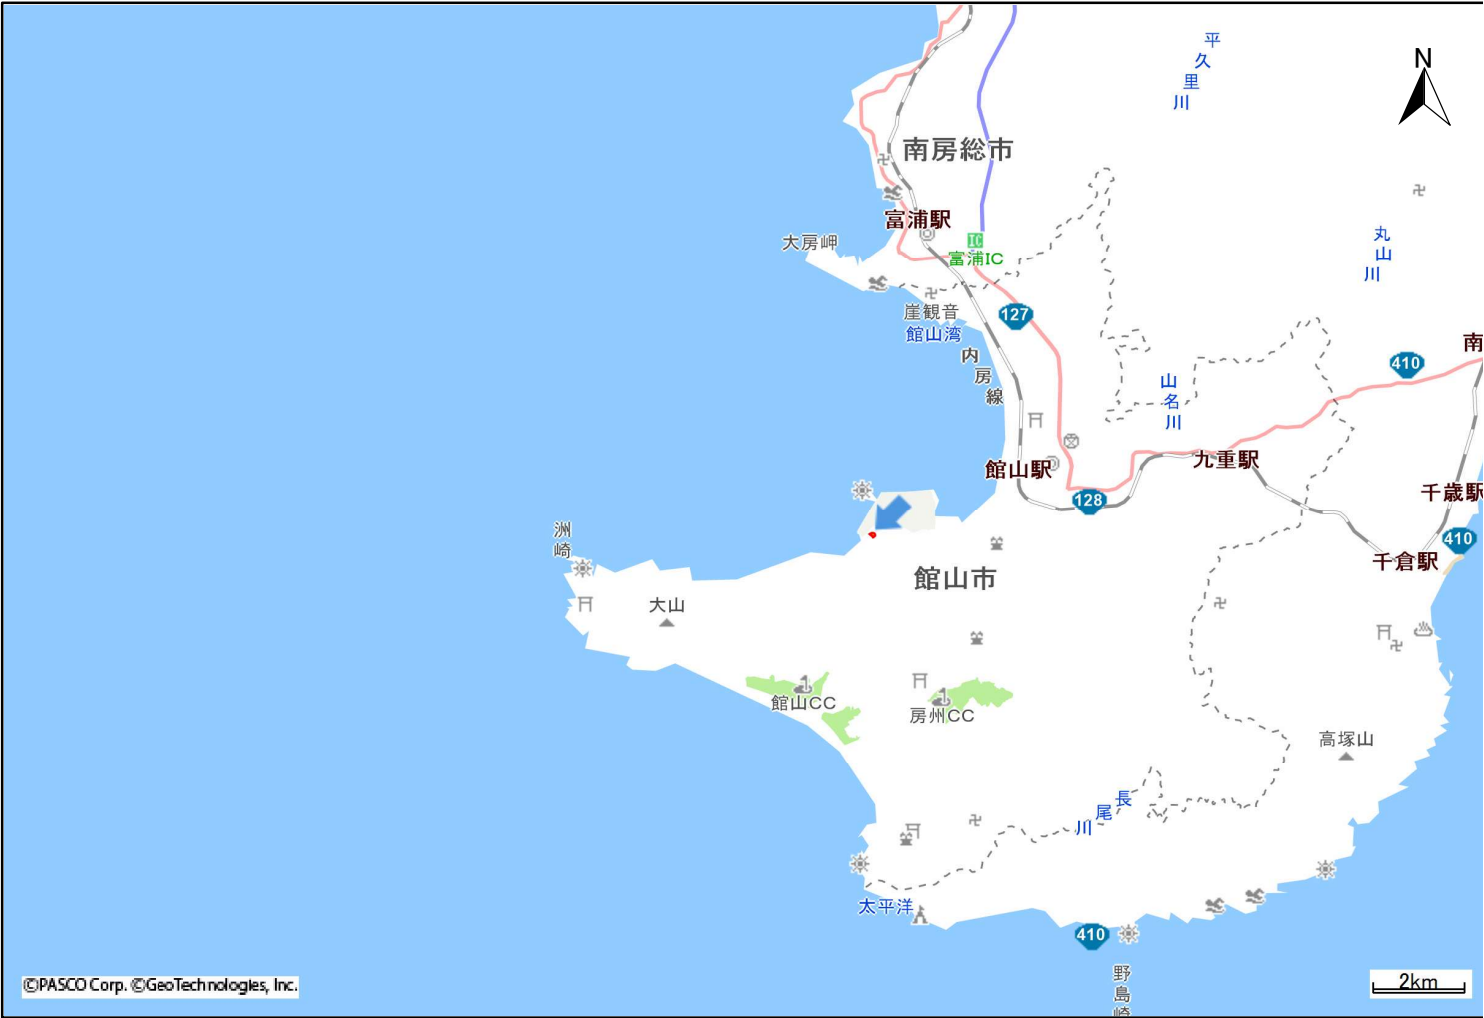 平久里川
N
南房総市
富浦駅
丸山川
大房岬
IC
富浦IC
崖観音
127
館山湾
内房線
南
410
山名川
館山駅
九重駅
128
千歳駅
洲崎
410
千倉駅
館山市
大山
館山CC
房州CC
高塚山
長尾川
太平洋
410
野島崎
2km
©PASCO Corp. ©GeoTechnologies, Inc.